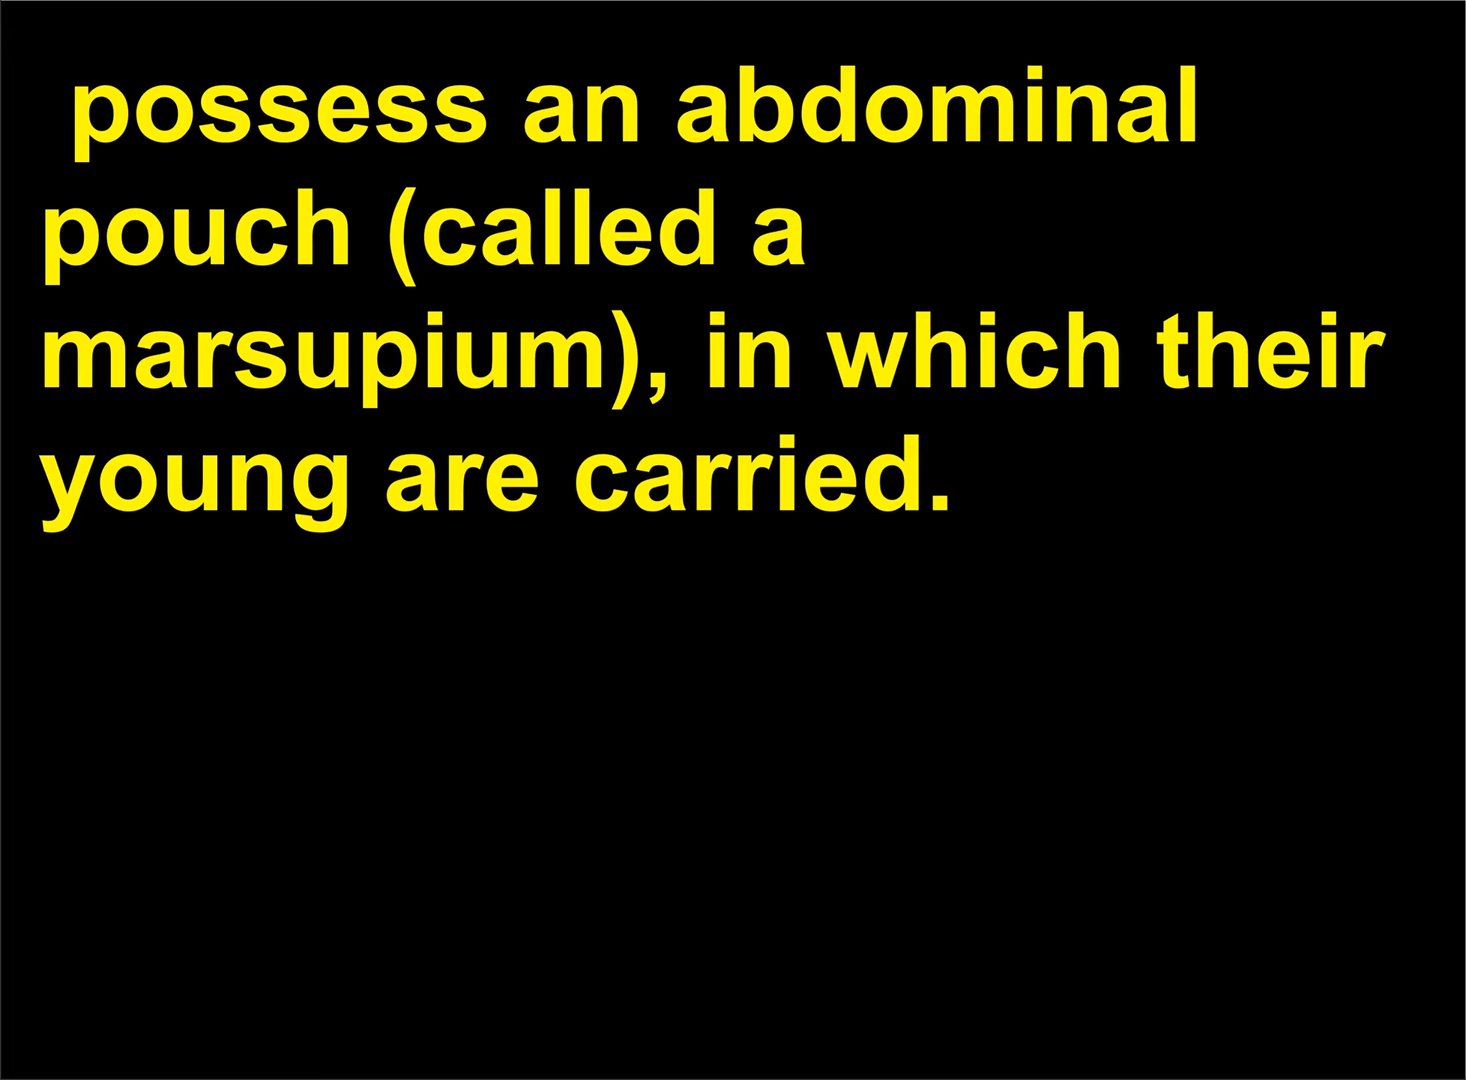 possess an abdominal
pouch (called a
marsupium), in which their
young are carried.